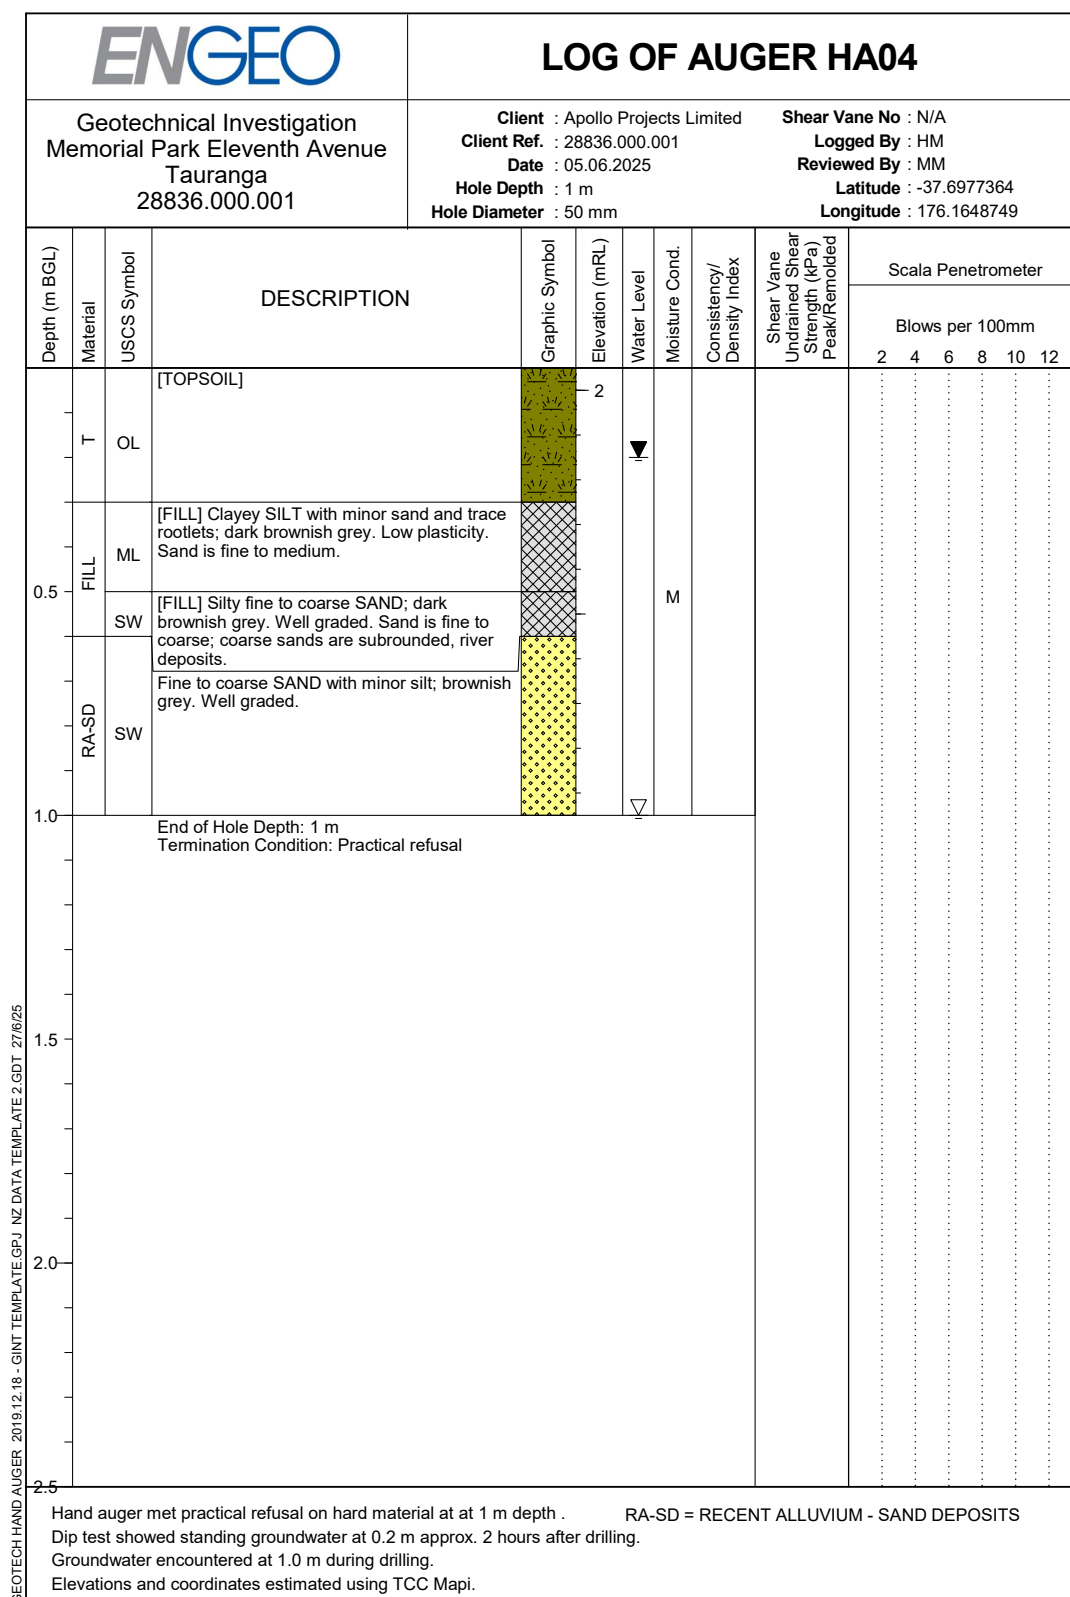 ENGEO
LOG OF AUGER HA04
Geotechnical Investigation
Memorial Park Eleventh Avenue
Tauranga
28836.000.001
Client : Apollo Projects Limited
Client Ref. : 28836.000.001
Date : 05.06.2025
Hole Depth : 1 m
Hole Diameter : 50 mm
Shear Vane No : N/A
Logged By : HM
Reviewed By : MM
Latitude : -37.6977364
Longitude : 176.1648749
Depth (m BGL)
Material
USCS Symbol
DESCRIPTION
Graphic Symbol
Elevation (mRL)
Water Level
Moisture Cond.
Consistency/
Density Index
Shear Vane
Undrained Shear
Strength (kPa)
Peak/Remolded
Scala Penetrometer
Blows per 100mm
2 4 6 8 10 12
[TOPSOIL]
2
T
OL
[FILL] Clayey SILT with minor sand and trace
rootlets; dark brownish grey. Low plasticity.
Sand is fine to medium.
ML
FILL
0.5
M
[FILL] Silty fine to coarse SAND; dark
brownish grey. Well graded. Sand is fine to
coarse; coarse sands are subrounded, river
deposits.
SW
Fine to coarse SAND with minor silt; brownish
grey. Well graded.
RA-SD
SW
1.0
End of Hole Depth: 1 m
Termination Condition: Practical refusal
1.5
2.0
2.5
Hand auger met practical refusal on hard material at at 1 m depth .
RA-SD = RECENT ALLUVIUM - SAND DEPOSITS
Dip test showed standing groundwater at 0.2 m approx. 2 hours after drilling.
Groundwater encountered at 1.0 m during drilling.
Elevations and coordinates estimated using TCC Mapi.
GEOTECH HAND AUGER 2019.12.18 - GINT TEMPLATE.GPJ NZ DATA TEMPLATE 2.GDT 27/6/25